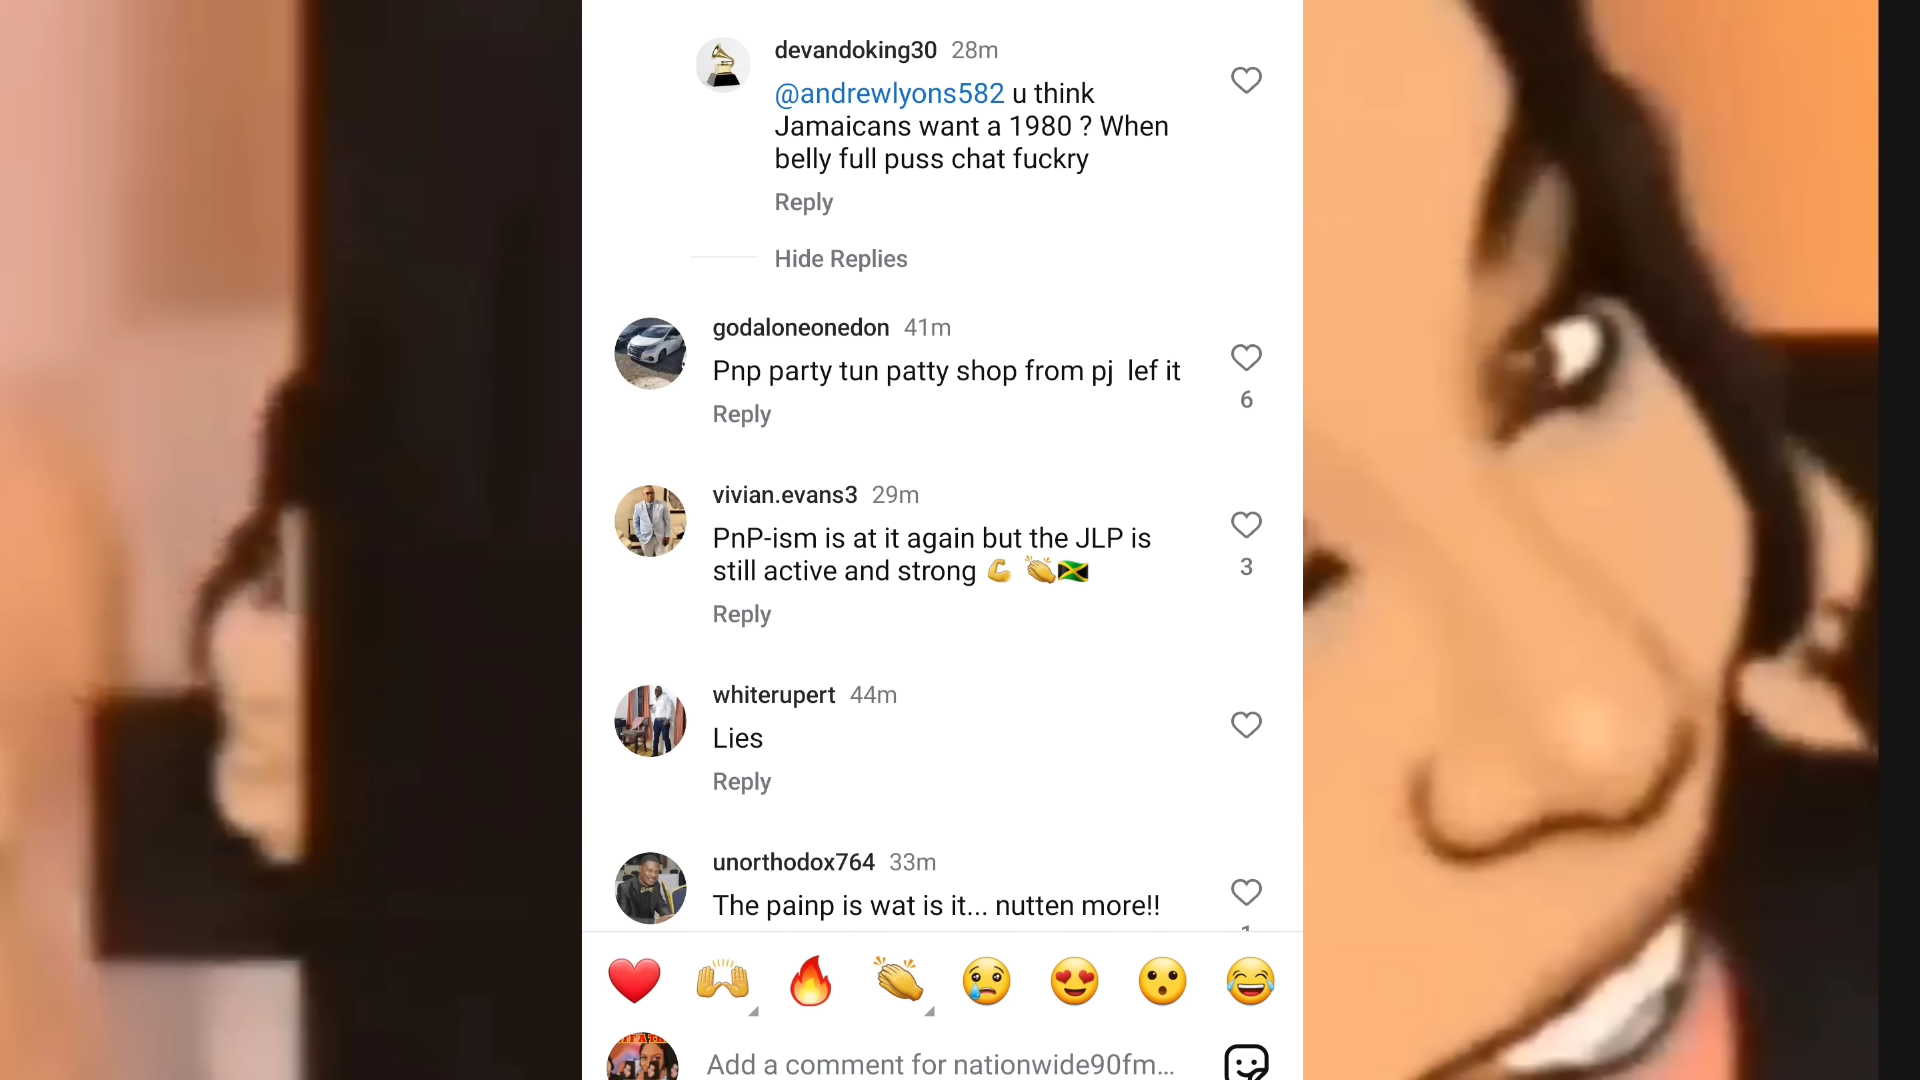 devandoking30 28m
@andrewlyons582 u think
Jamaicans want a 1980 ? When
belly full puss chat fuckry
Reply
Hide Replies
godaloneonedon 41m
Pnp party tun patty shop from pj  lef it
6
Reply
vivian.evans3 29m
PnP-ism is at it again but the JLP is
still active and strong 💪 👏🇯🇲
3
Reply
whiterupert 44m
Lies
Reply
unorthodox764 33m
The painp is wat is it... nutten more!!
Add a comment for nationwide90fm...